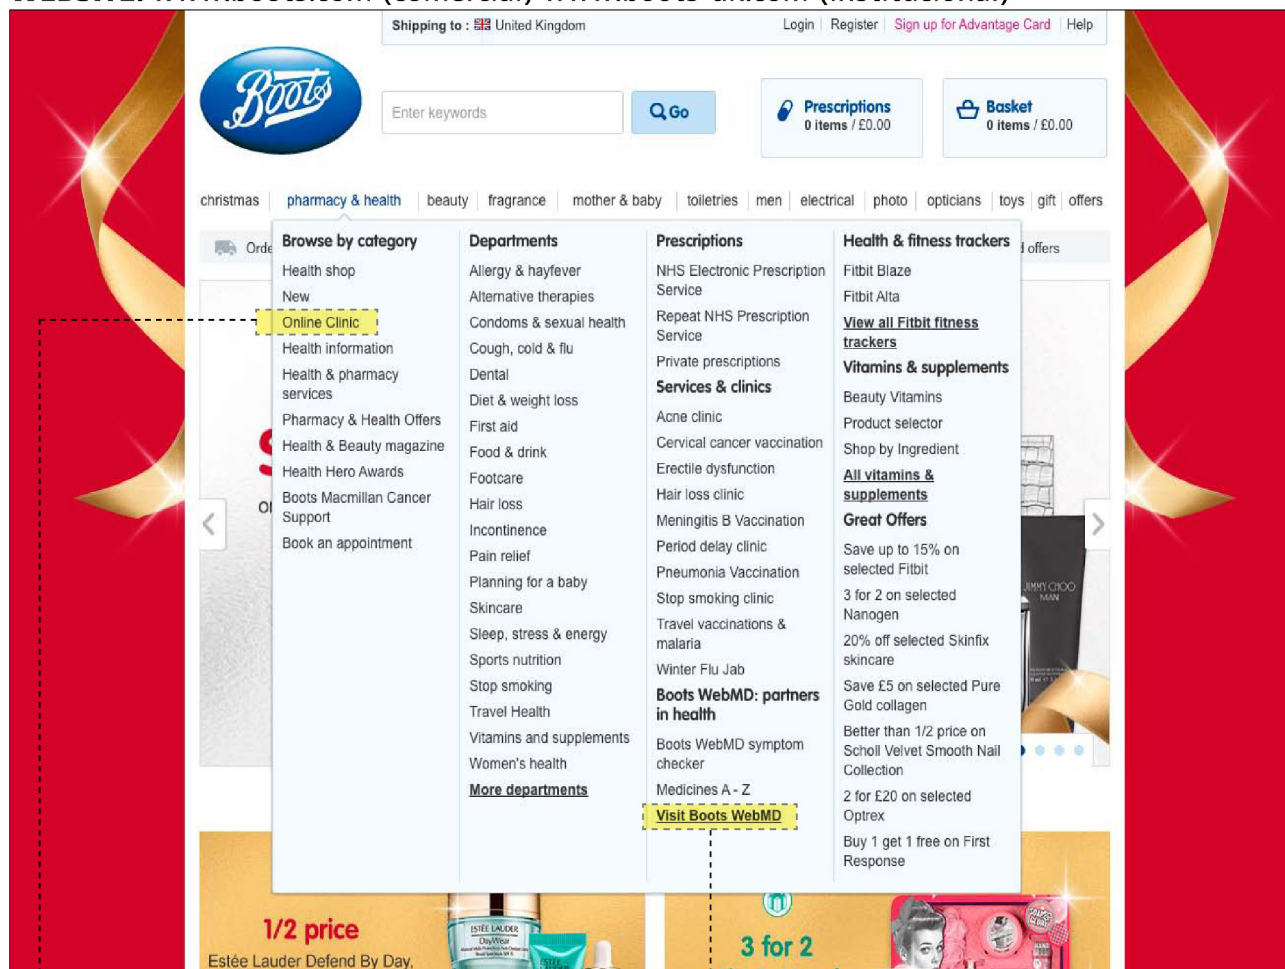 WEBSITE: www.boots.com (comercial) www.boots-uk.com (institucional)
Shipping to : United Kingdom
Login Register Sign up for Advantage Card Help
Boots
Enter keywords
Go
Prescriptions
0 items / £0.00
Basket
0 items / £0.00
christmas pharmacy & health beauty fragrance mother & baby toiletries men electrical photo opticians toys gift offers
Orde
d offers
Browse by category
Health shop
New
Online Clinic
Health information
Health & pharmacy
services
Pharmacy & Health Offers
Health & Beauty magazine
Health Hero Awards
Boots Macmillan Cancer
Support
Book an appointment
Departments
Allergy & hayfever
Alternative therapies
Condoms & sexual health
Cough, cold & flu
Dental
Diet & weight loss
First aid
Food & drink
Footcare
Hair loss
Incontinence
Pain relief
Planning for a baby
Skincare
Sleep, stress & energy
Sports nutrition
Stop smoking
Travel Health
Vitamins and supplements
Women's health
More departments
Prescriptions
NHS Electronic Prescription
Service
Repeat NHS Prescription
Service
Private prescriptions
Services & clinics
Acne clinic
Cervical cancer vaccination
Erectile dysfunction
Hair loss clinic
Meningitis B Vaccination
Period delay clinic
Pneumonia Vaccination
Stop smoking clinic
Travel vaccinations &
malaria
Winter Flu Jab
Boots WebMD: partners
in health
Boots WebMD symptom
checker
Medicines A - Z
Visit Boots WebMD
Health & fitness trackers
Fitbit Blaze
Fitbit Alta
View all Fitbit fitness
trackers
Vitamins & supplements
Beauty Vitamins
Product selector
Shop by Ingredient
All vitamins &
supplements
Great Offers
Save up to 15% on
selected Fitbit
3 for 2 on selected
Nanogen
20% off selected Skinfix
skincare
Save £5 on selected Pure
Gold collagen
Better than 1/2 price on
Scholl Velvet Smooth Nail
Collection
2 for £20 on selected
Optrex
Buy 1 get 1 free on First
Response
JIMMY CHOO
MAN
1/2 price
Estée Lauder Defend By Day,
ESTĒE LAUDER
DayWear
3 for 2
SOAP &
GLORY